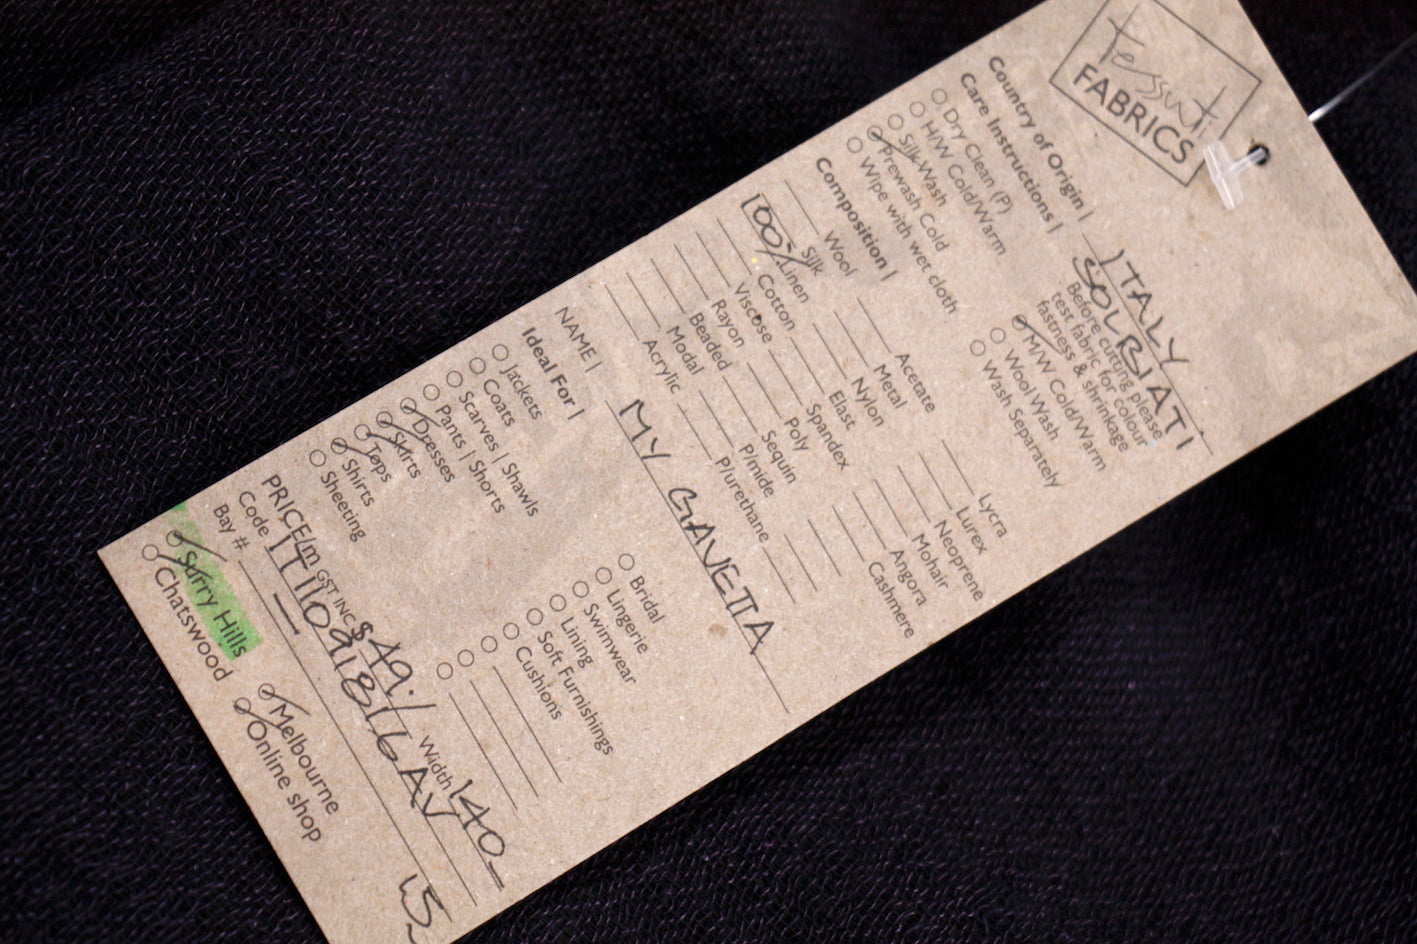 tessuti
FABRICS
Country of Origin | ITALY
SOLBIATI
Care Instructions |
Before cutting please
test fabric for colour
fastness & shrinkage
Dry Clean (P)
M/W Cold/Warm
H/W Cold/Warm
Wool Wash
Silk Wash
Wash Separately
Prewash Cold
Wipe with wet cloth
Composition |
Wool
Acetate
Lycra
Silk
Metal
Lurex
100% Linen
Nylon
Neoprene
Cotton
Elast
Mohair
Viscose
Spandex
Angora
Rayon
Poly
Cashmere
Beaded
Sequin
Modal
P/mide
Acrylic
P/urethane
NAME | MY GAVETTA
Ideal For |
Jackets
Bridal
Coats
Lingerie
Scarves | Shawls
Swimwear
Pants | Shorts
Lining
Dresses
Soft Furnishings
Skirts
Cushions
Tops
Shirts
Sheeting
PRICE/m GST INC $49./ Width 140
Code IT1109118/6AV
Bay #
Surry Hills
Melbourne
Chatswood
Online shop